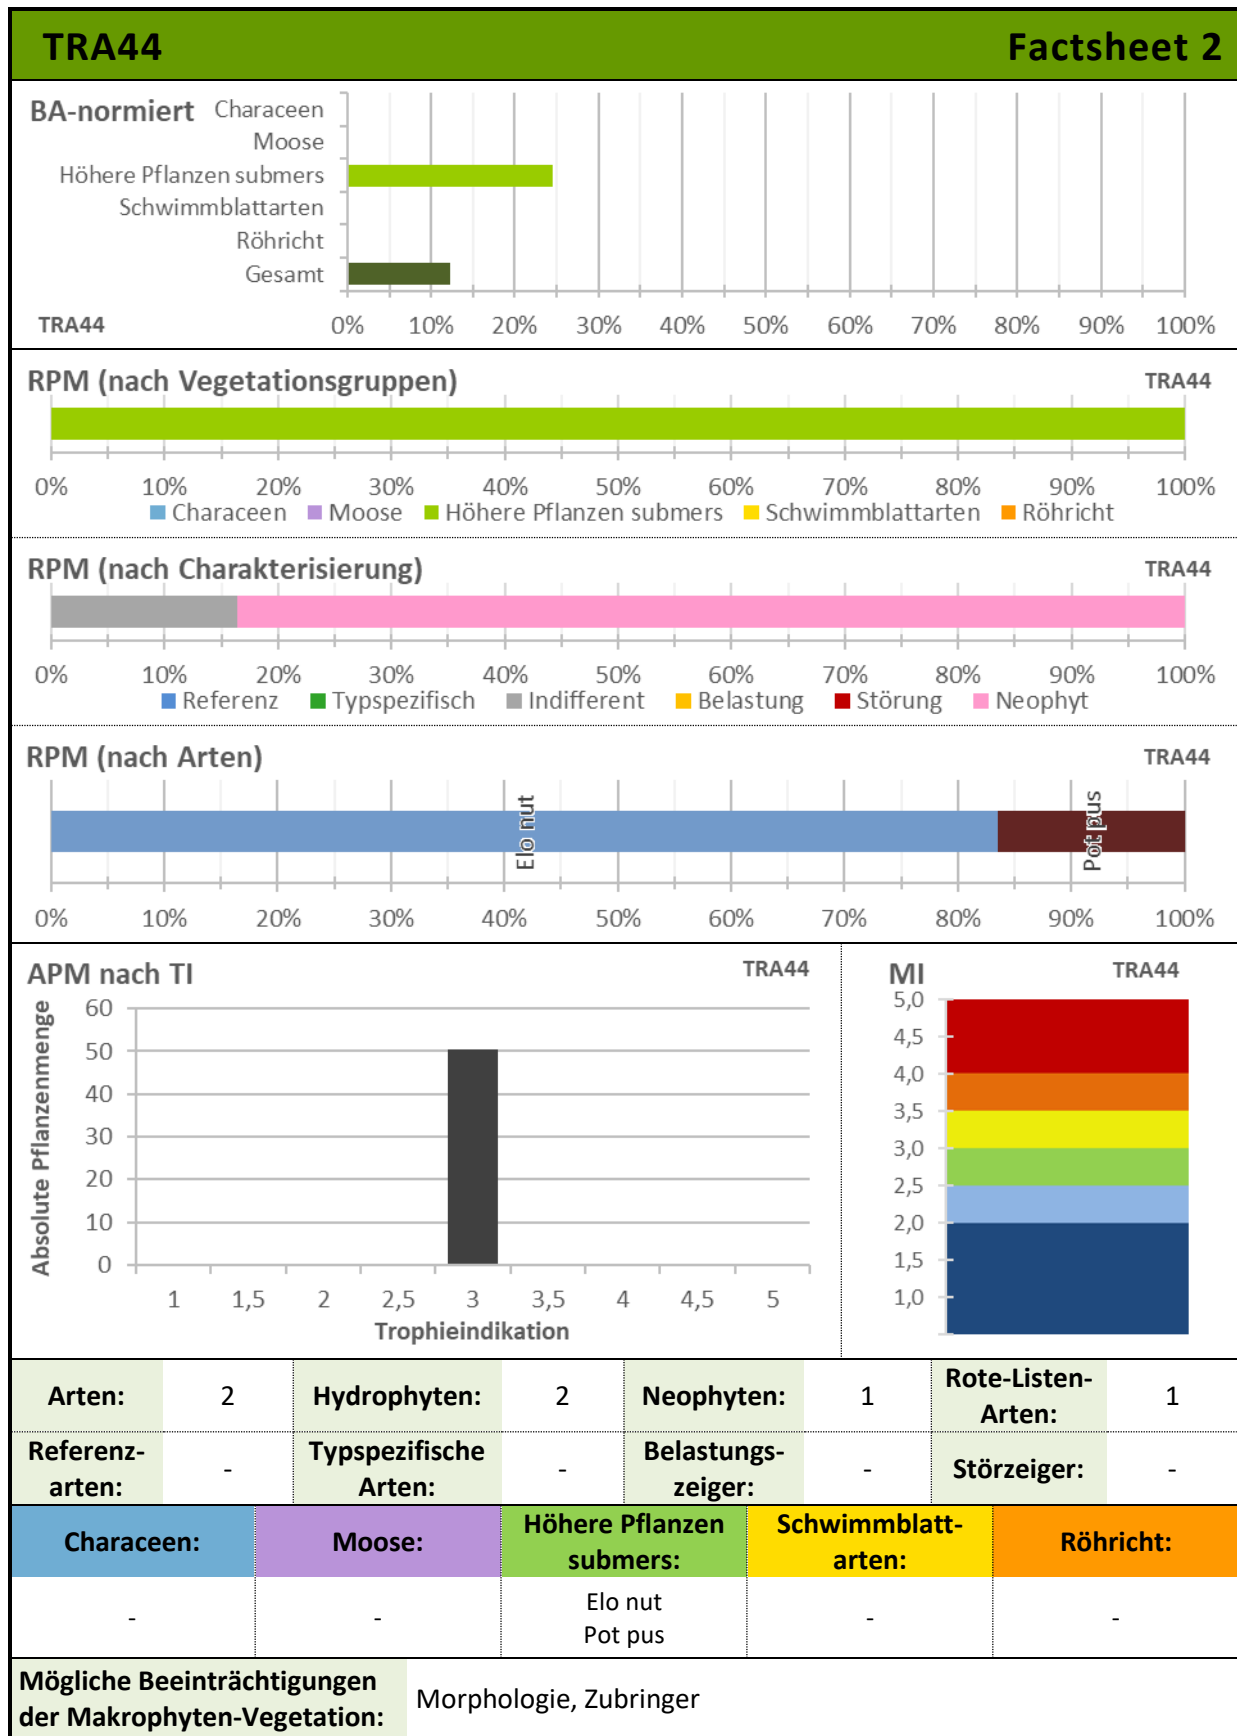 TRA44 Factsheet 2
BA-normiert
Characeen
Moose
Höhere Pflanzen submers
Schwimmblattarten
Röhricht
Gesamt
TRA44
0% 10% 20% 30% 40% 50% 60% 70% 80% 90% 100%
RPM (nach Vegetationsgruppen) TRA44
0% 10% 20% 30% 40% 50% 60% 70% 80% 90% 100%
Characeen Moose Höhere Pflanzen submers Schwimmblattarten Röhricht
RPM (nach Charakterisierung) TRA44
0% 10% 20% 30% 40% 50% 60% 70% 80% 90% 100%
Referenz Typspezifisch Indifferent Belastung Störung Neophyt
RPM (nach Arten) TRA44
Elo nut
Pot pus
0% 10% 20% 30% 40% 50% 60% 70% 80% 90% 100%
APM nach TI TRA44
Absolute Pflanzenmenge
60
50
40
30
20
10
0
1 1,5 2 2,5 3 3,5 4 4,5 5
Trophieindikation
MI TRA44
5,0
4,5
4,0
3,5
3,0
2,5
2,0
1,5
1,0
Arten: 2 Hydrophyten: 2 Neophyten: 1 Rote-Listen-
Arten: 1
Referenz-
arten: - Typspezifische
Arten: - Belastungs-
zeiger: - Störzeiger: -
Characeen: Moose: Höhere Pflanzen
submers: Schwimmblatt-
arten: Röhricht:
- - Elo nut
Pot pus - -
Mögliche Beeinträchtigungen
der Makrophyten-Vegetation: Morphologie, Zubringer